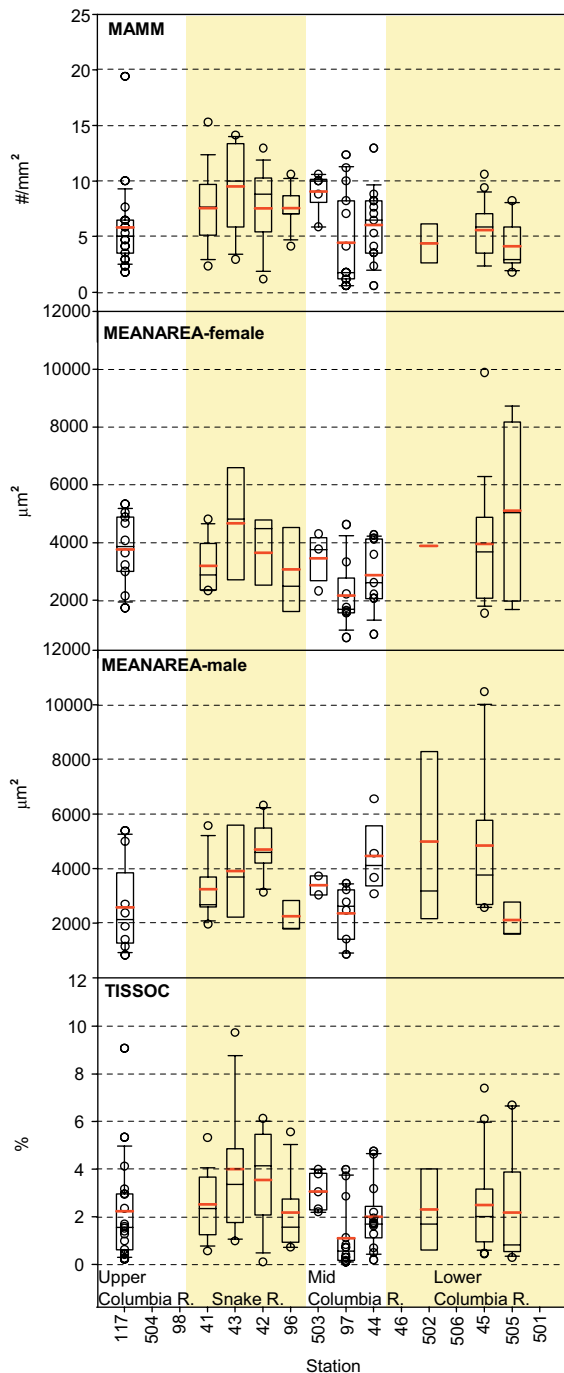 MAMM
25
20
15
10
5
0
#/mm²
MEANAREA-female
12000
10000
8000
6000
4000
2000
µm²
MEANAREA-male
12000
10000
8000
6000
4000
2000
µm²
TISSOC
12
10
8
6
4
2
0
%
Upper Columbia R.
Snake R.
Mid Columbia R.
Lower Columbia R.
117 504 98 41 43 42 96 503 97 44 46 502 506 45 505 501
Station